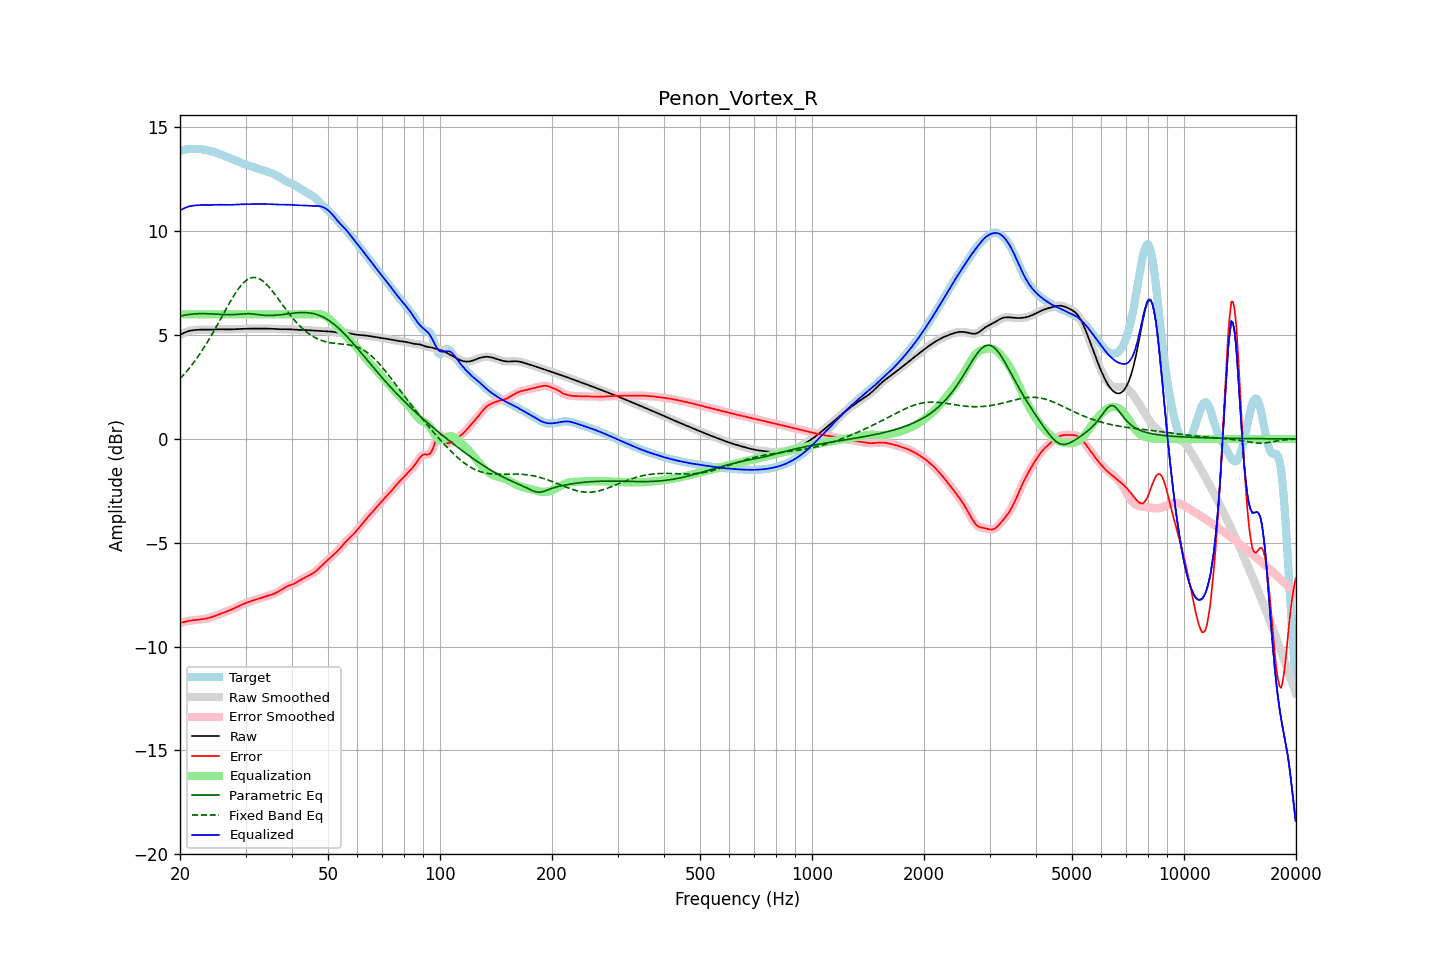 Penon_Vortex_R
Amplitude (dBr)
15
10
5
0
−5
−10
−15
−20
Target
Raw Smoothed
Error Smoothed
Raw
Error
Equalization
Parametric Eq
Fixed Band Eq
Equalized
20 50 100 200 500 1000 2000 5000 10000 20000
Frequency (Hz)